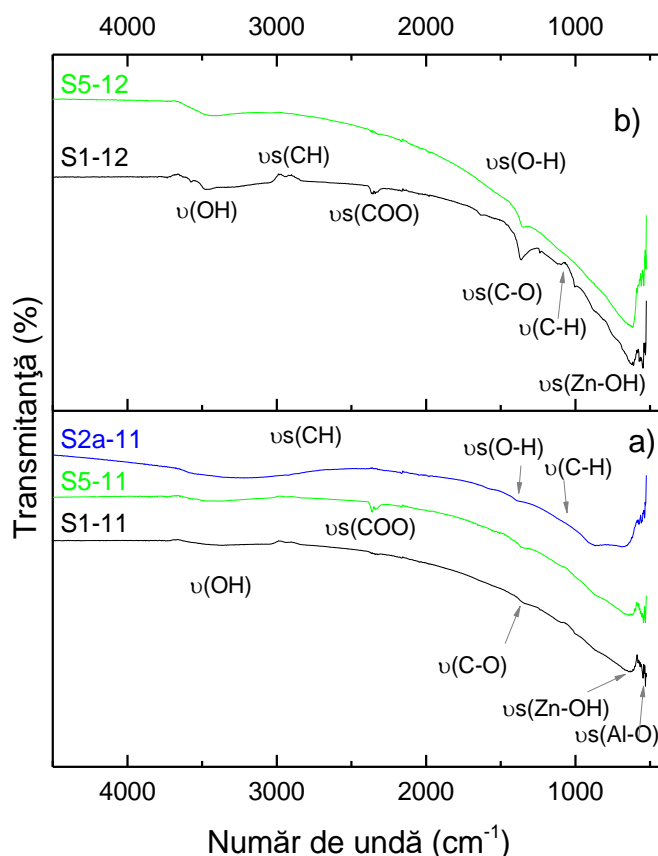 4000 3000 2000 1000
S5-12
b)
S1-12
υs(CH)
υs(O-H)
υ(OH)
υs(COO)
υs(C-O)
υ(C-H)
υs(Zn-OH)
Transmitanţă (%)
S2a-11
υs(CH)
a)
υs(O-H)
υ(C-H)
S5-11
υs(COO)
S1-11
υ(OH)
υ(C-O)
υs(Zn-OH)
υs(Al-O)
4000 3000 2000 1000
Număr de undă (cm⁻¹)